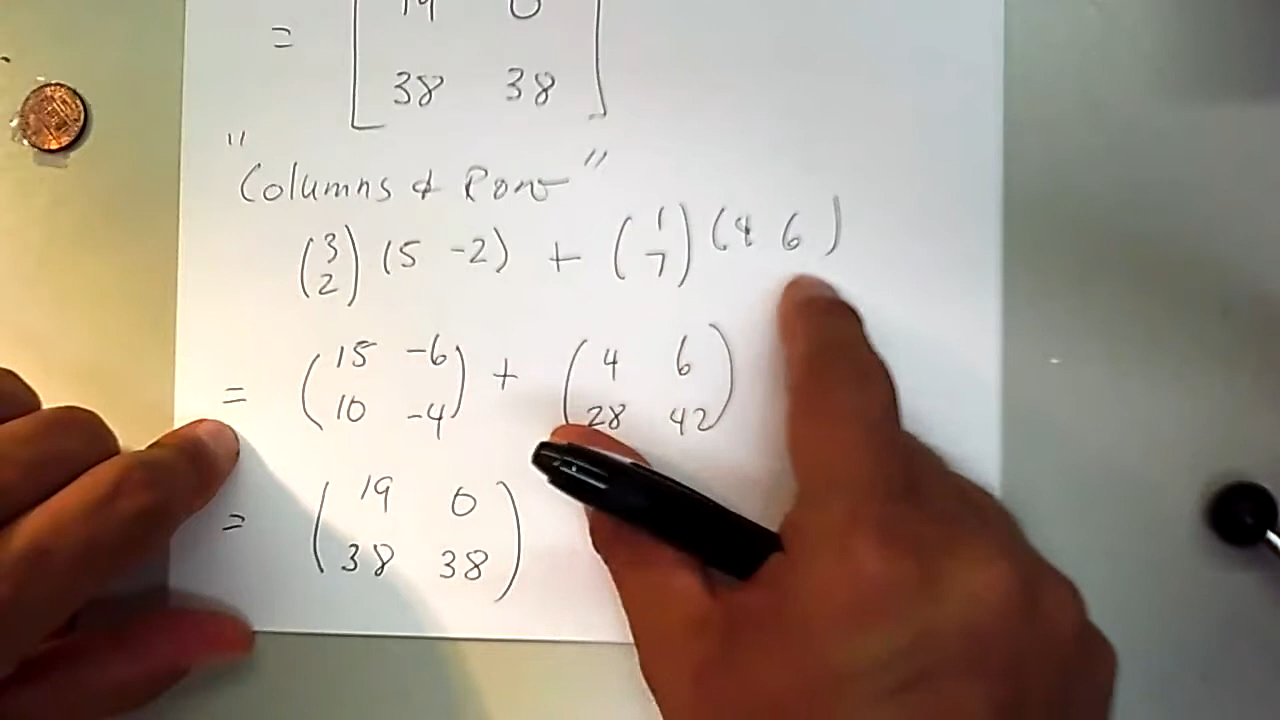 19 0
=
38 38
"Columns & Rows"
(3 2) (5 -2) + (1 7) (4 6)
= (15 -6 10 -4) + (4 6 28 42)
= (19 0 38 38)